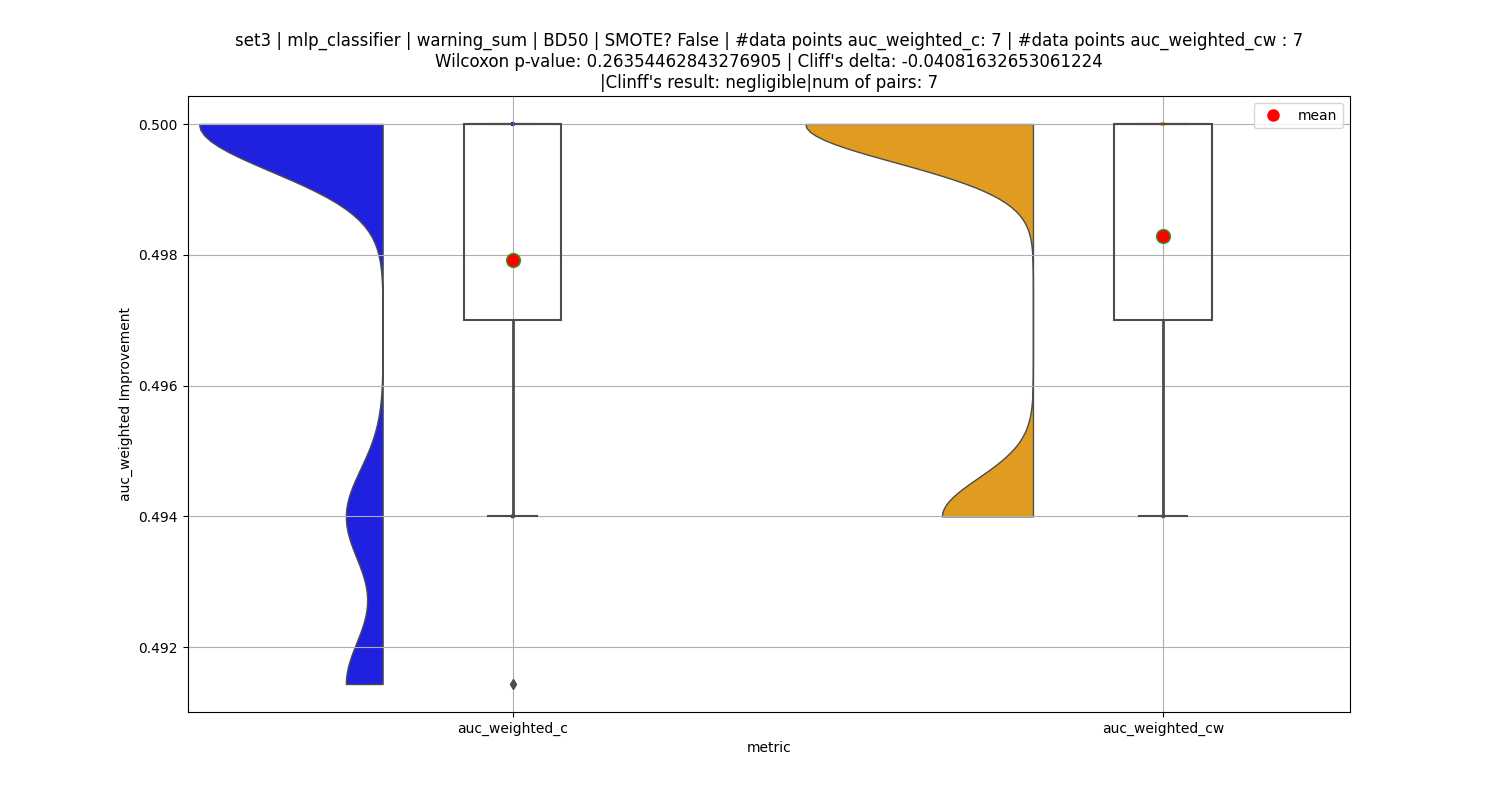 set3 | mlp_classifier | warning_sum | BD50 | SMOTE? False | #data points auc_weighted_c: 7 | #data points auc_weighted_cw : 7
Wilcoxon p-value: 0.26354462843276905 | Cliff's delta: -0.04081632653061224
|Clinff's result: negligible|num of pairs: 7
mean
0.500
0.498
0.496
0.494
0.492
auc_weighted Improvement
auc_weighted_c
auc_weighted_cw
metric